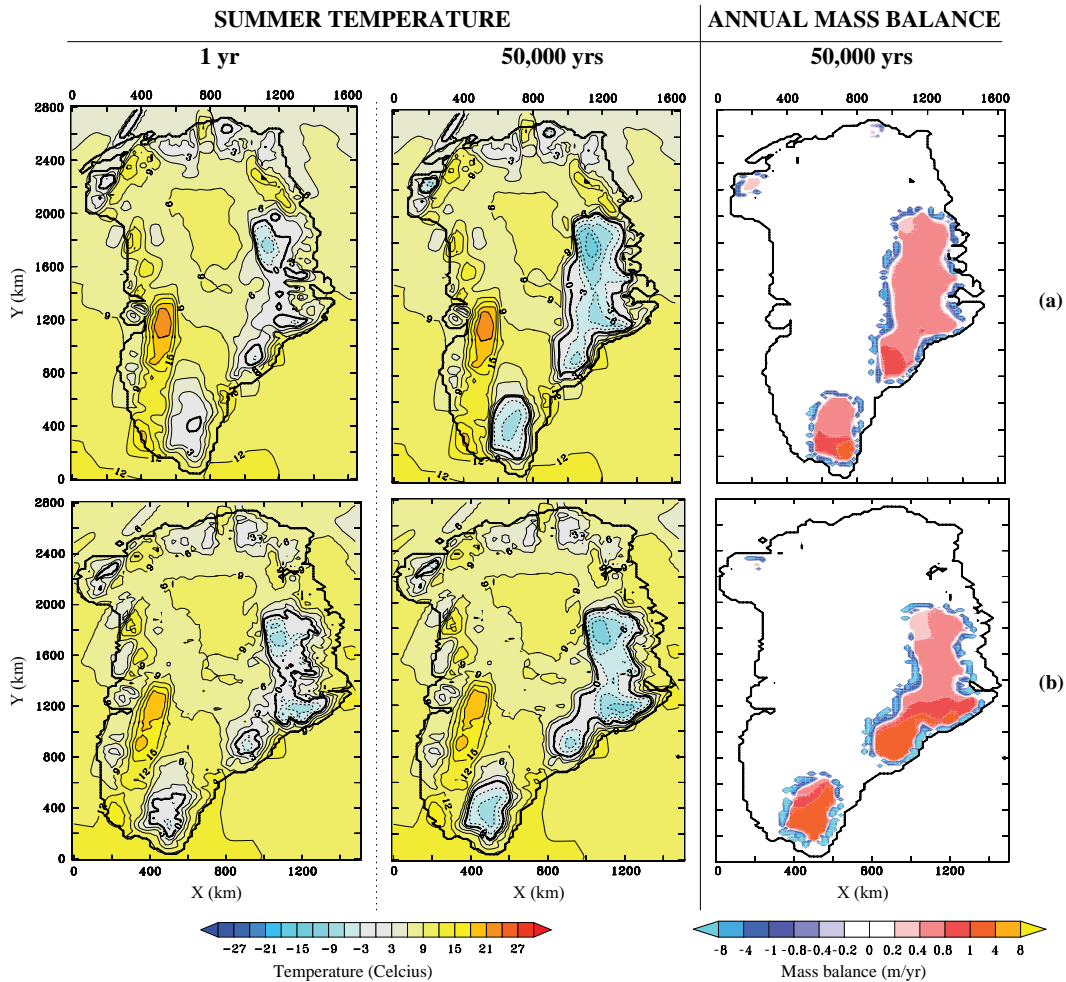 SUMMER TEMPERATURE
ANNUAL MASS BALANCE
1 yr
50,000 yrs
50,000 yrs
0 400 800 1200 1600
0 400 800 1200 1600
0 400 800 1200 1600
2800
2400
2000
1600
1200
800
400
0
Y (km)
(a)
2800
2400
2000
1600
1200
800
400
0
Y (km)
(b)
400 800 1200
400 800 1200
0 400 800 1200
X (km)
X (km)
X (km)
-27 -21 -15 -9 -3 3 9 15 21 27
Temperature (Celcius)
-8 -4 -1 -0.8 -0.4 -0.2 0 0.2 0.4 0.8 1 4 8
Mass balance (m/yr)